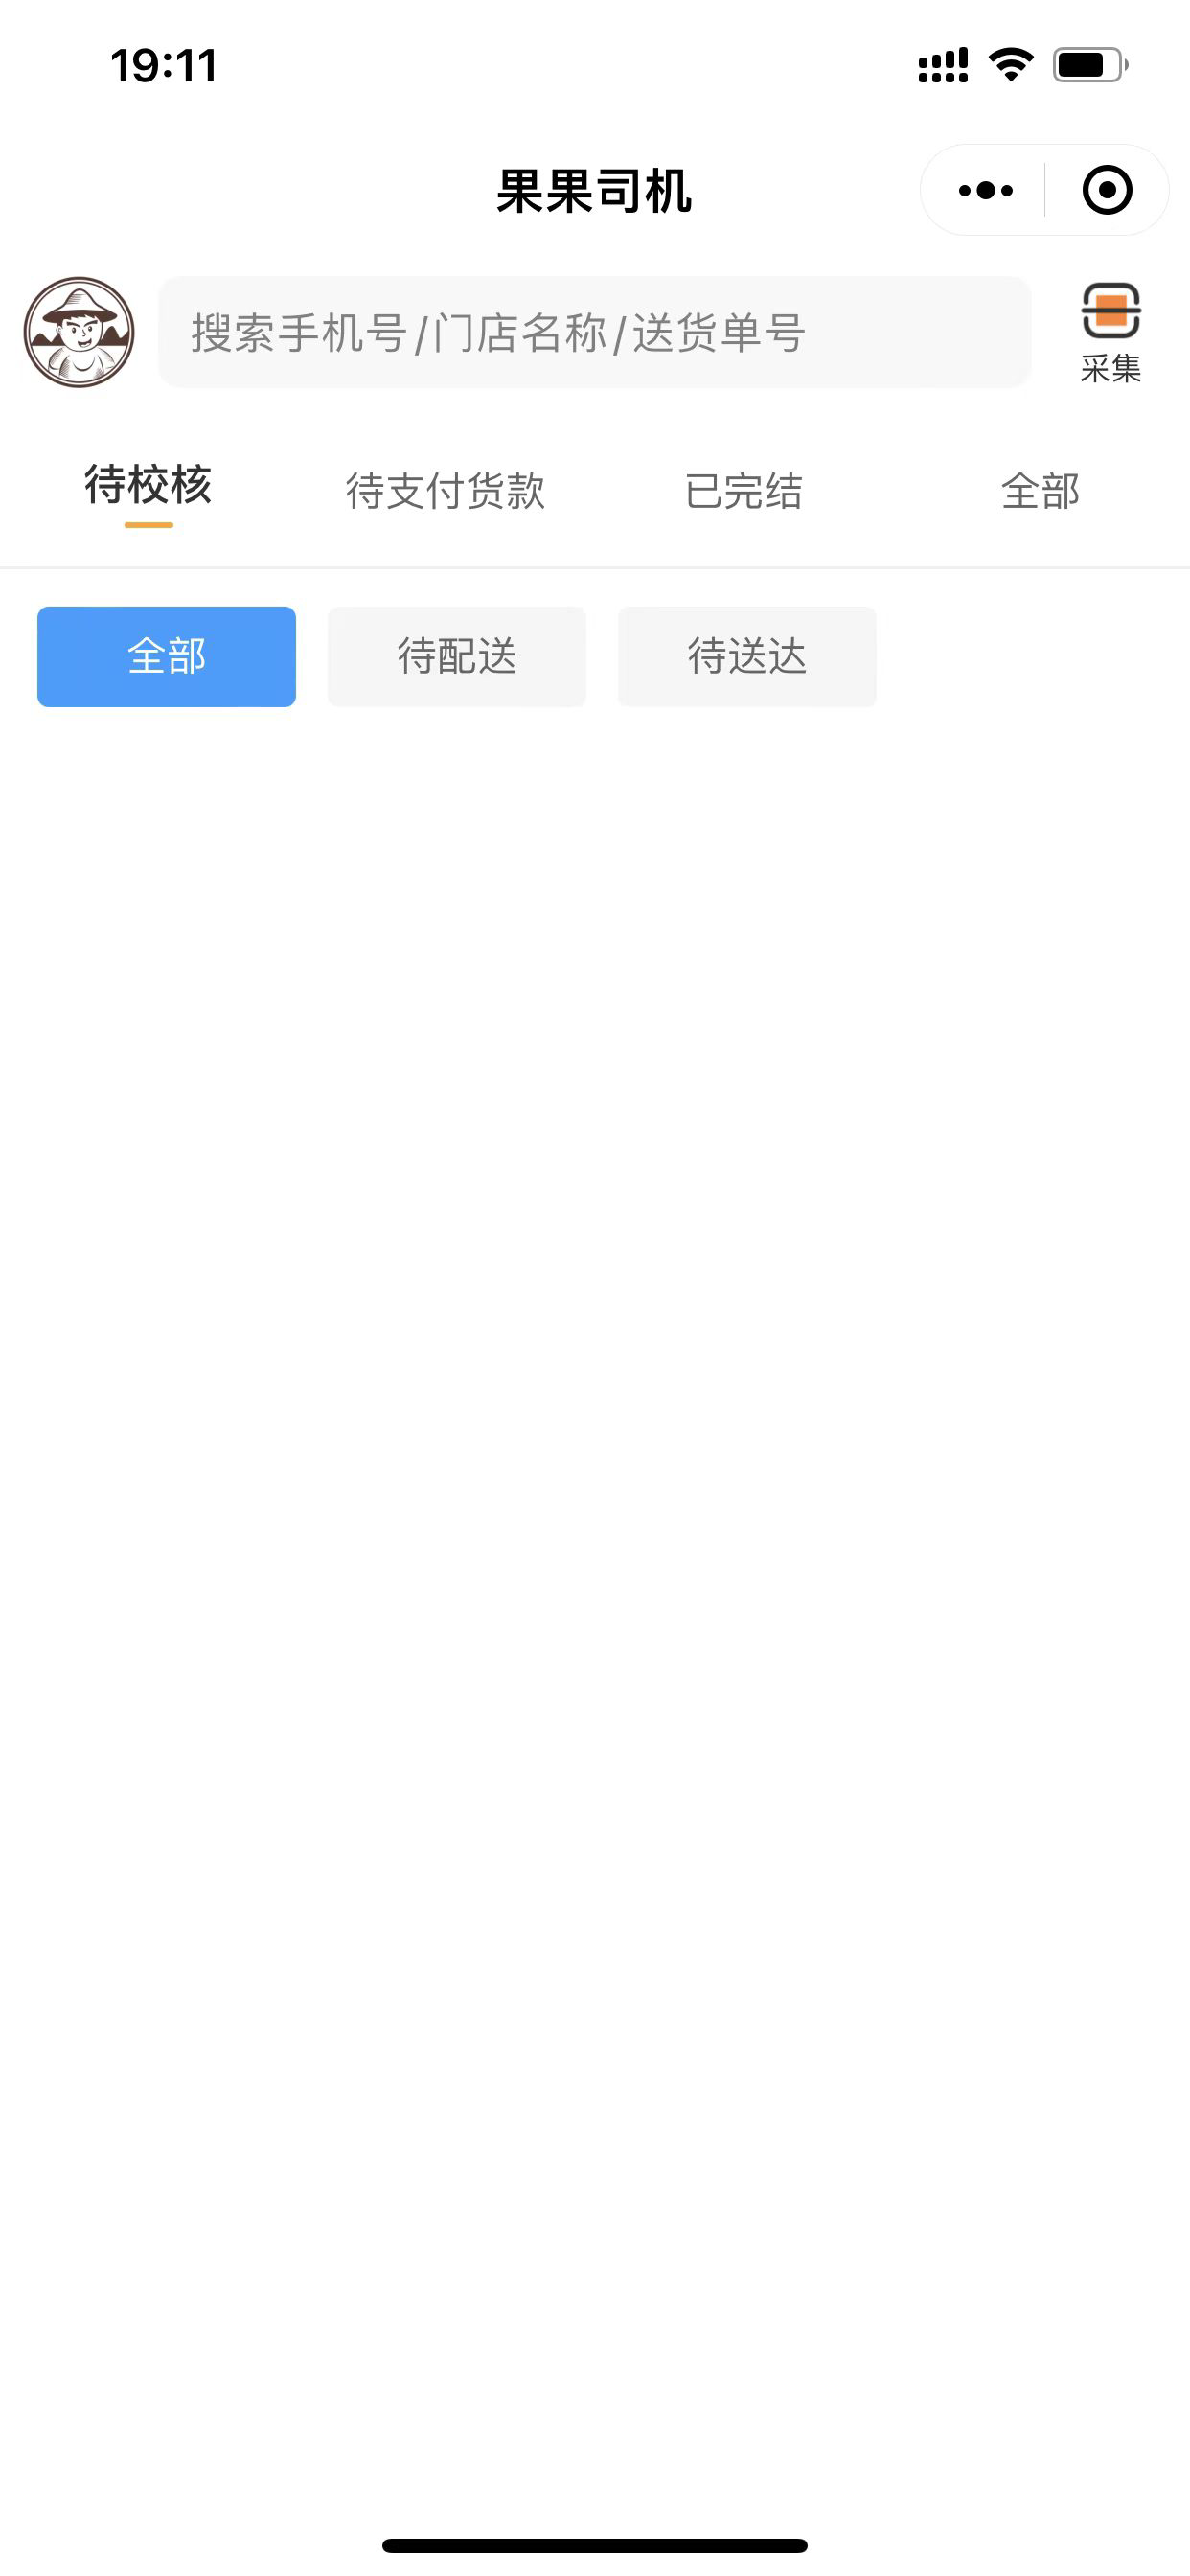 19:11
果果司机
搜索手机号/门店名称/送货单号
采集
待校核 待支付货款 已完结 全部
全部 待配送 待送达